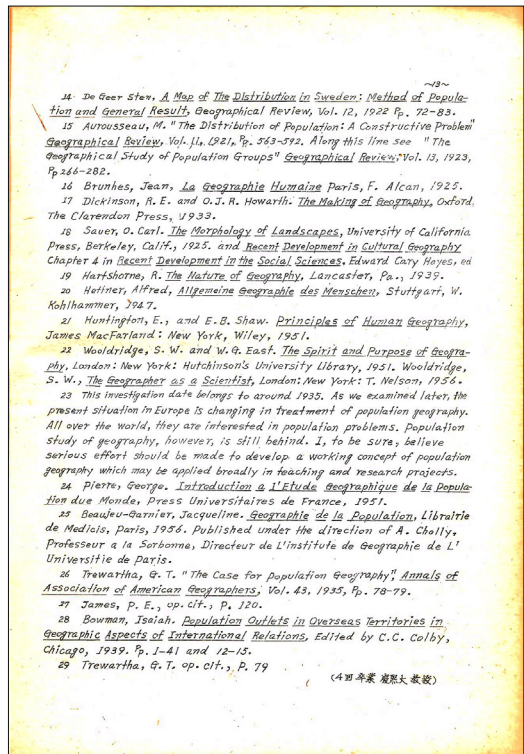 ~13~
14 De Geer Sten, A Map of The Distribution in Sweden: Method of Popula-
tion and General Result, Geographical Review, Vol. 12, 1922 Pp. 72-83.
15 Aurousseau, M. "The Distribution of Population: A Constructive Problem"
Geographical Review, Vol. 11, 1921, Pp. 563-592. Along this line see "The
Geographical Study of Population Groups" Geographical Review, Vol. 13, 1923,
Pp 266-282.
16 Brunhes, Jean, La Geographie Humaine Paris, F. Alcan, 1925.
17 Dickinson, R.E. and O.J.R. Howarth. The Making of Geography, Oxford,
The Clarendon Press, 1933.
18 Sauer, O. Carl. The Morphology of Landscapes, University of California
Press, Berkeley, Calif., 1925. and Recent Development in Cultural Geography
Chapter 4 in Recent Development in the Social Sciences. Edward Cary Hayes, ed
19 Hartshorne, R. The Nature of Geography, Lancaster, Pa., 1939.
20 Hettner, Alfred, Allgemeine Geographie des Menschen, Stuttgart, W.
Kohlhammer, 1947.
21 Huntington, E., and E.B. Shaw. Principles of Human Geography,
James MacFarland: New York, Wiley, 1951.
22 Wooldridge, S.W. and W.G. East. The Spirit and Purpose of Geogra-
phy, London: New York: Hutchinson's University Library, 1951. Wooldridge,
S.W., The Geographer as a Scientist, London: New York: T. Nelson, 1956.
23 This investigation date belongs to around 1935. As we examined later, the
present situation in Europe is changing in treatment of population geography.
All over the world, they are interested in population problems. Population
study of geography, however, is still behind. I, to be sure, believe
serious effort should be made to develop a working concept of population
geography which may be applied broadly in teaching and research projects.
24 Pierre, George. Introduction a l'Etude Geographique de la Popula-
tion due Monde, Press Universitaires de France, 1951.
25 Beaujeu-Garnier, Jacqueline. Geographie de la Population, Librairie
de Medicis, Paris, 1956. Published under the direction of A. Cholly,
Professeur a la Sorbonne, Directeur de L'institute de Geographie de L'
Universitie de Paris.
26 Trewartha, G.T. "The Case for Population Geography", Annals of
Association of American Geographers, Vol. 43, 1935, Pp. 78-79.
27 James, P.E., op. cit., P. 120.
28 Bowman, Isaiah. Population Outlets in Overseas Territories in
Geographic Aspects of International Relations, Edited by C.C. Colby,
Chicago, 1939. Pp. 1-41 and 12-15.
29 Trewartha, G.T. op. cit., P. 79
(4回 卒業 慶熙大 教授)